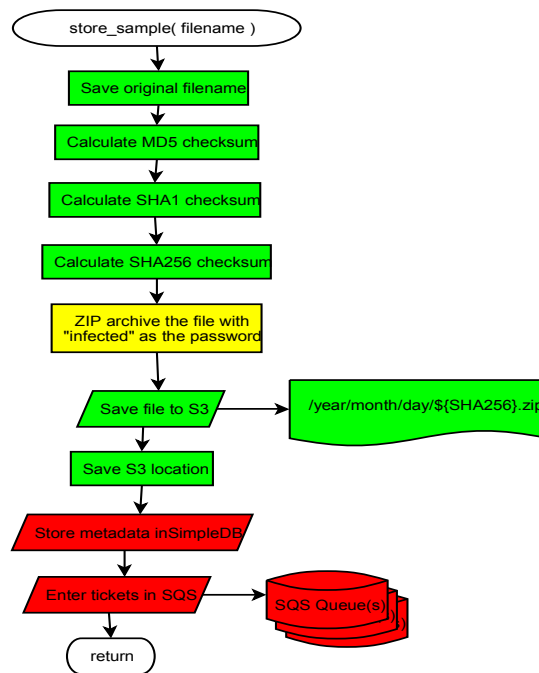 store_sample( filename )
Save original filename
Calculate MD5 checksum
Calculate SHA1 checksum
Calculate SHA256 checksum
ZIP archive the file with
"infected" as the password
Save file to S3
/year/month/day/${SHA256}.zip
Save S3 location
Store metadata inSimpleDB
Enter tickets in SQS
SQS Queue(s)
return